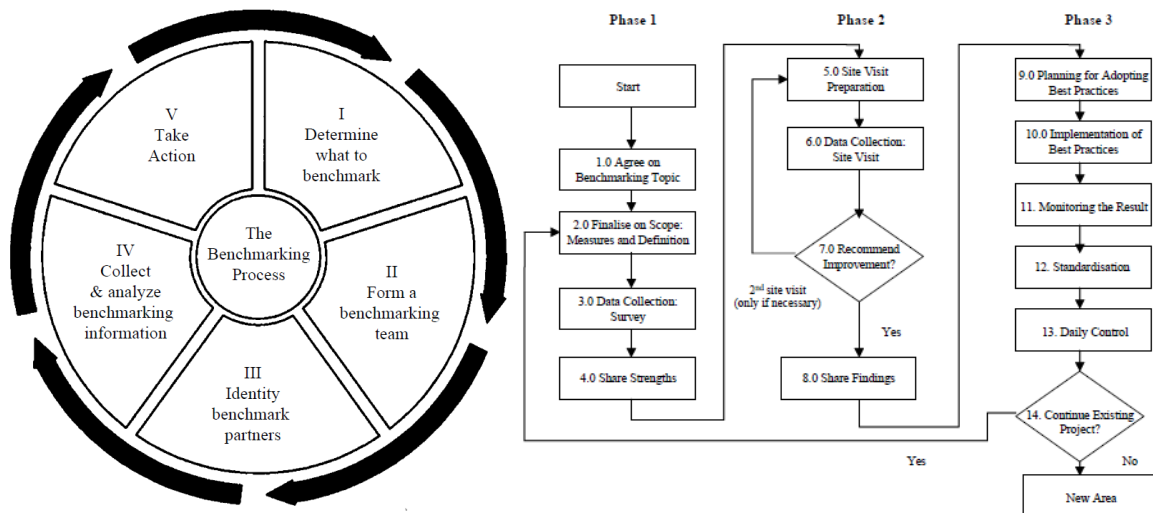 V
Take
Action
I
Determine
what to
benchmark
The
Benchmarking
Process
IV
Collect
& analyze
benchmarking
information
II
Form a
benchmarking
team
III
Identity
benchmark
partners
Phase 1
Start
1.0 Agree on
Benchmarking Topic
2.0 Finalise on Scope:
Measures and Definition
3.0 Data Collection:
Survey
4.0 Share Strengths
Phase 2
5.0 Site Visit
Preparation
6.0 Data Collection:
Site Visit
7.0 Recommend
Improvement?
2nd site visit
(only if necessary)
Yes
8.0 Share Findings
Phase 3
9.0 Planning for Adopting
Best Practices
10.0 Implementation of
Best Practices
11. Monitoring the Result
12. Standardisation
13. Daily Control
14. Continue Existing
Project?
Yes
No
New Area